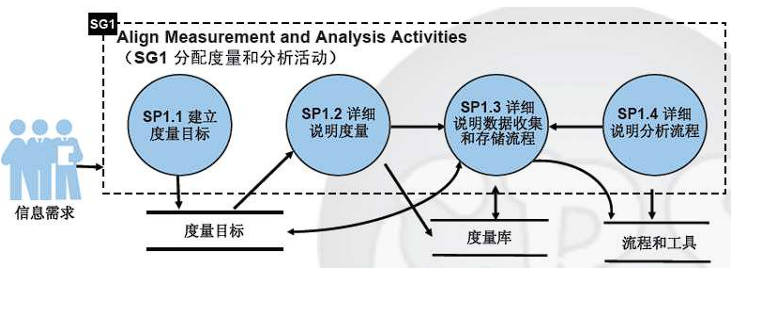 SG1
Align Measurement and Analysis Activities
（SG1 分配度量和分析活动）
SP1.1 建立
度量目标
SP1.2 详细
说明度量
SP1.3 详细
说明数据收集
和存储流程
SP1.4 详细
说明分析流程
信息需求
度量目标
度量库
流程和工具